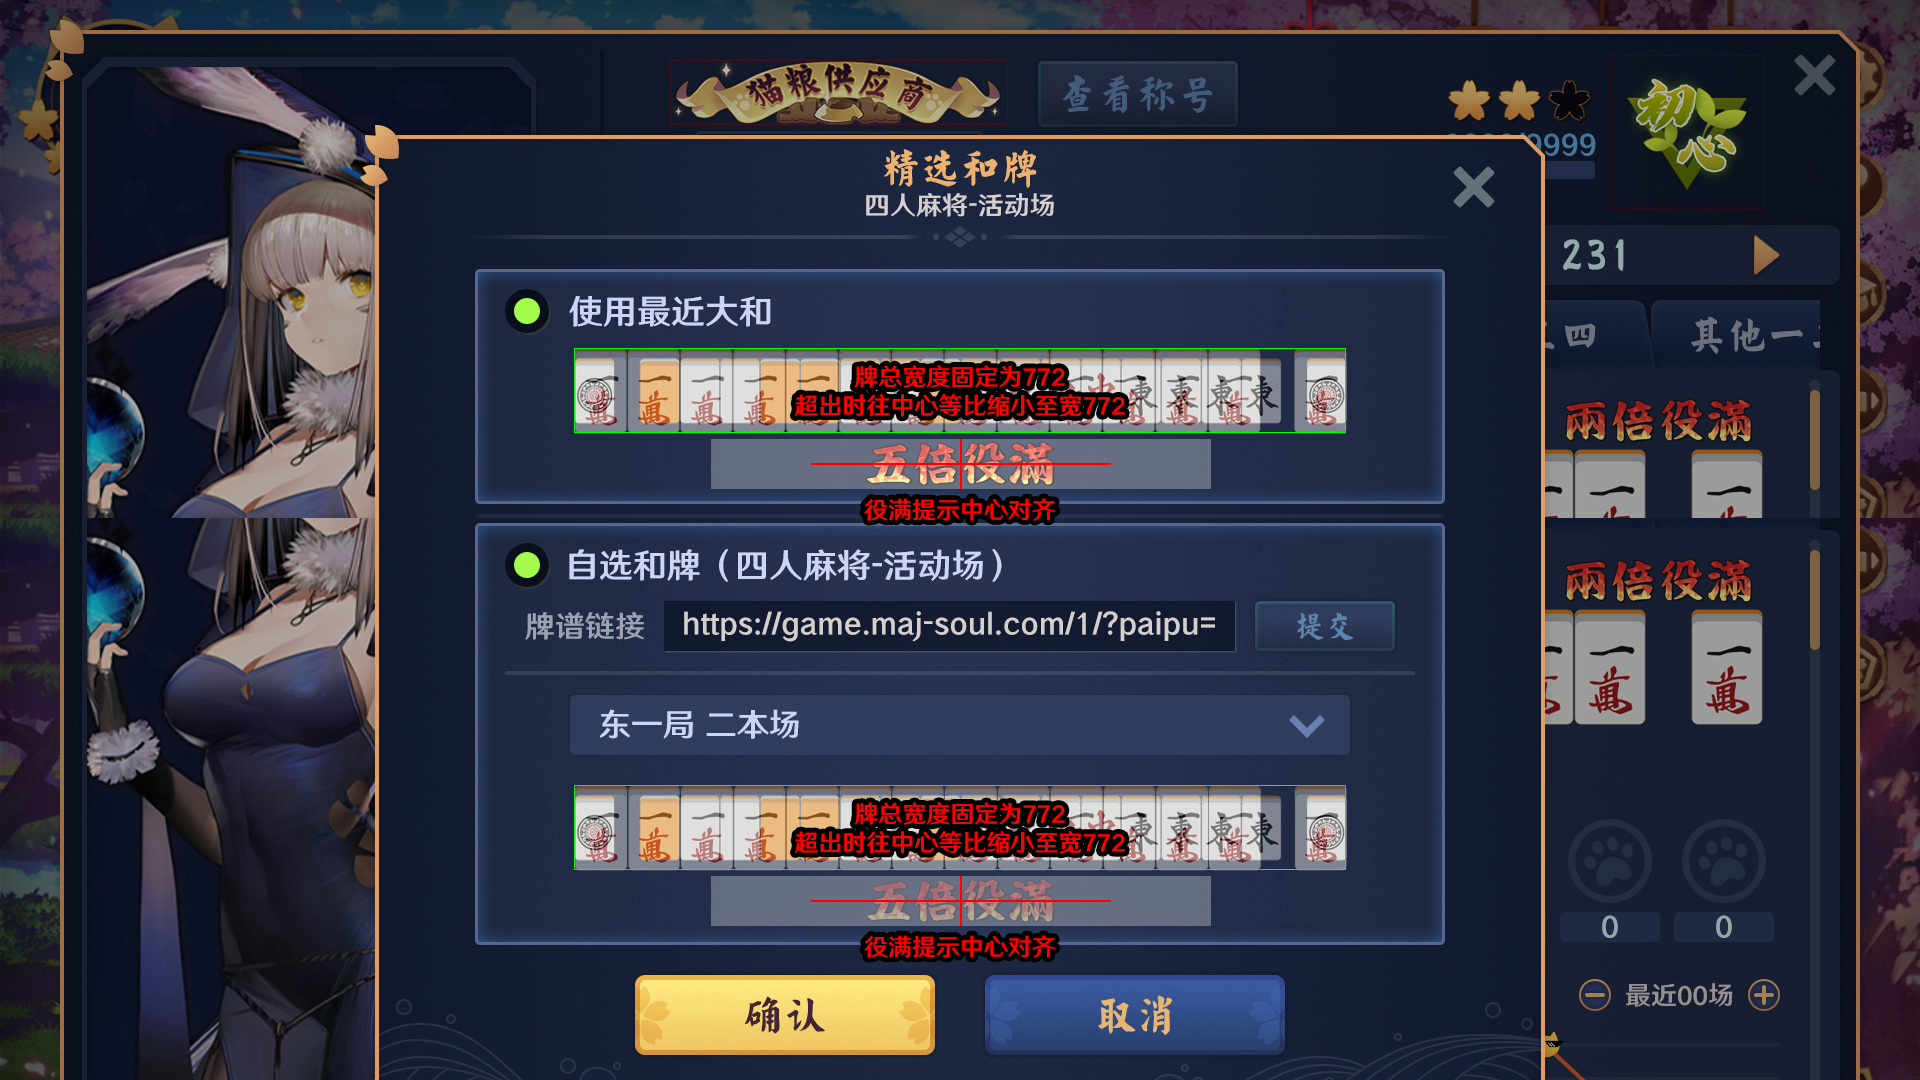 猫粮供应商
查看称号
初心
9999
精选和牌
四人麻将-活动场
231
四
其他一
使用最近大和
牌总宽度固定为772
超出时往中心等比缩小至宽772
五倍役滿
役满提示中心对齐
兩倍役滿
一
一
萬
自选和牌（四人麻将-活动场）
牌谱链接
https://game.maj-soul.com/1/?paipu=
提交
兩倍役滿
一萬
一萬
东一局 二本场
牌总宽度固定为772
超出时往中心等比缩小至宽772
五倍役滿
役满提示中心对齐
0
0
最近00场
确认
取消